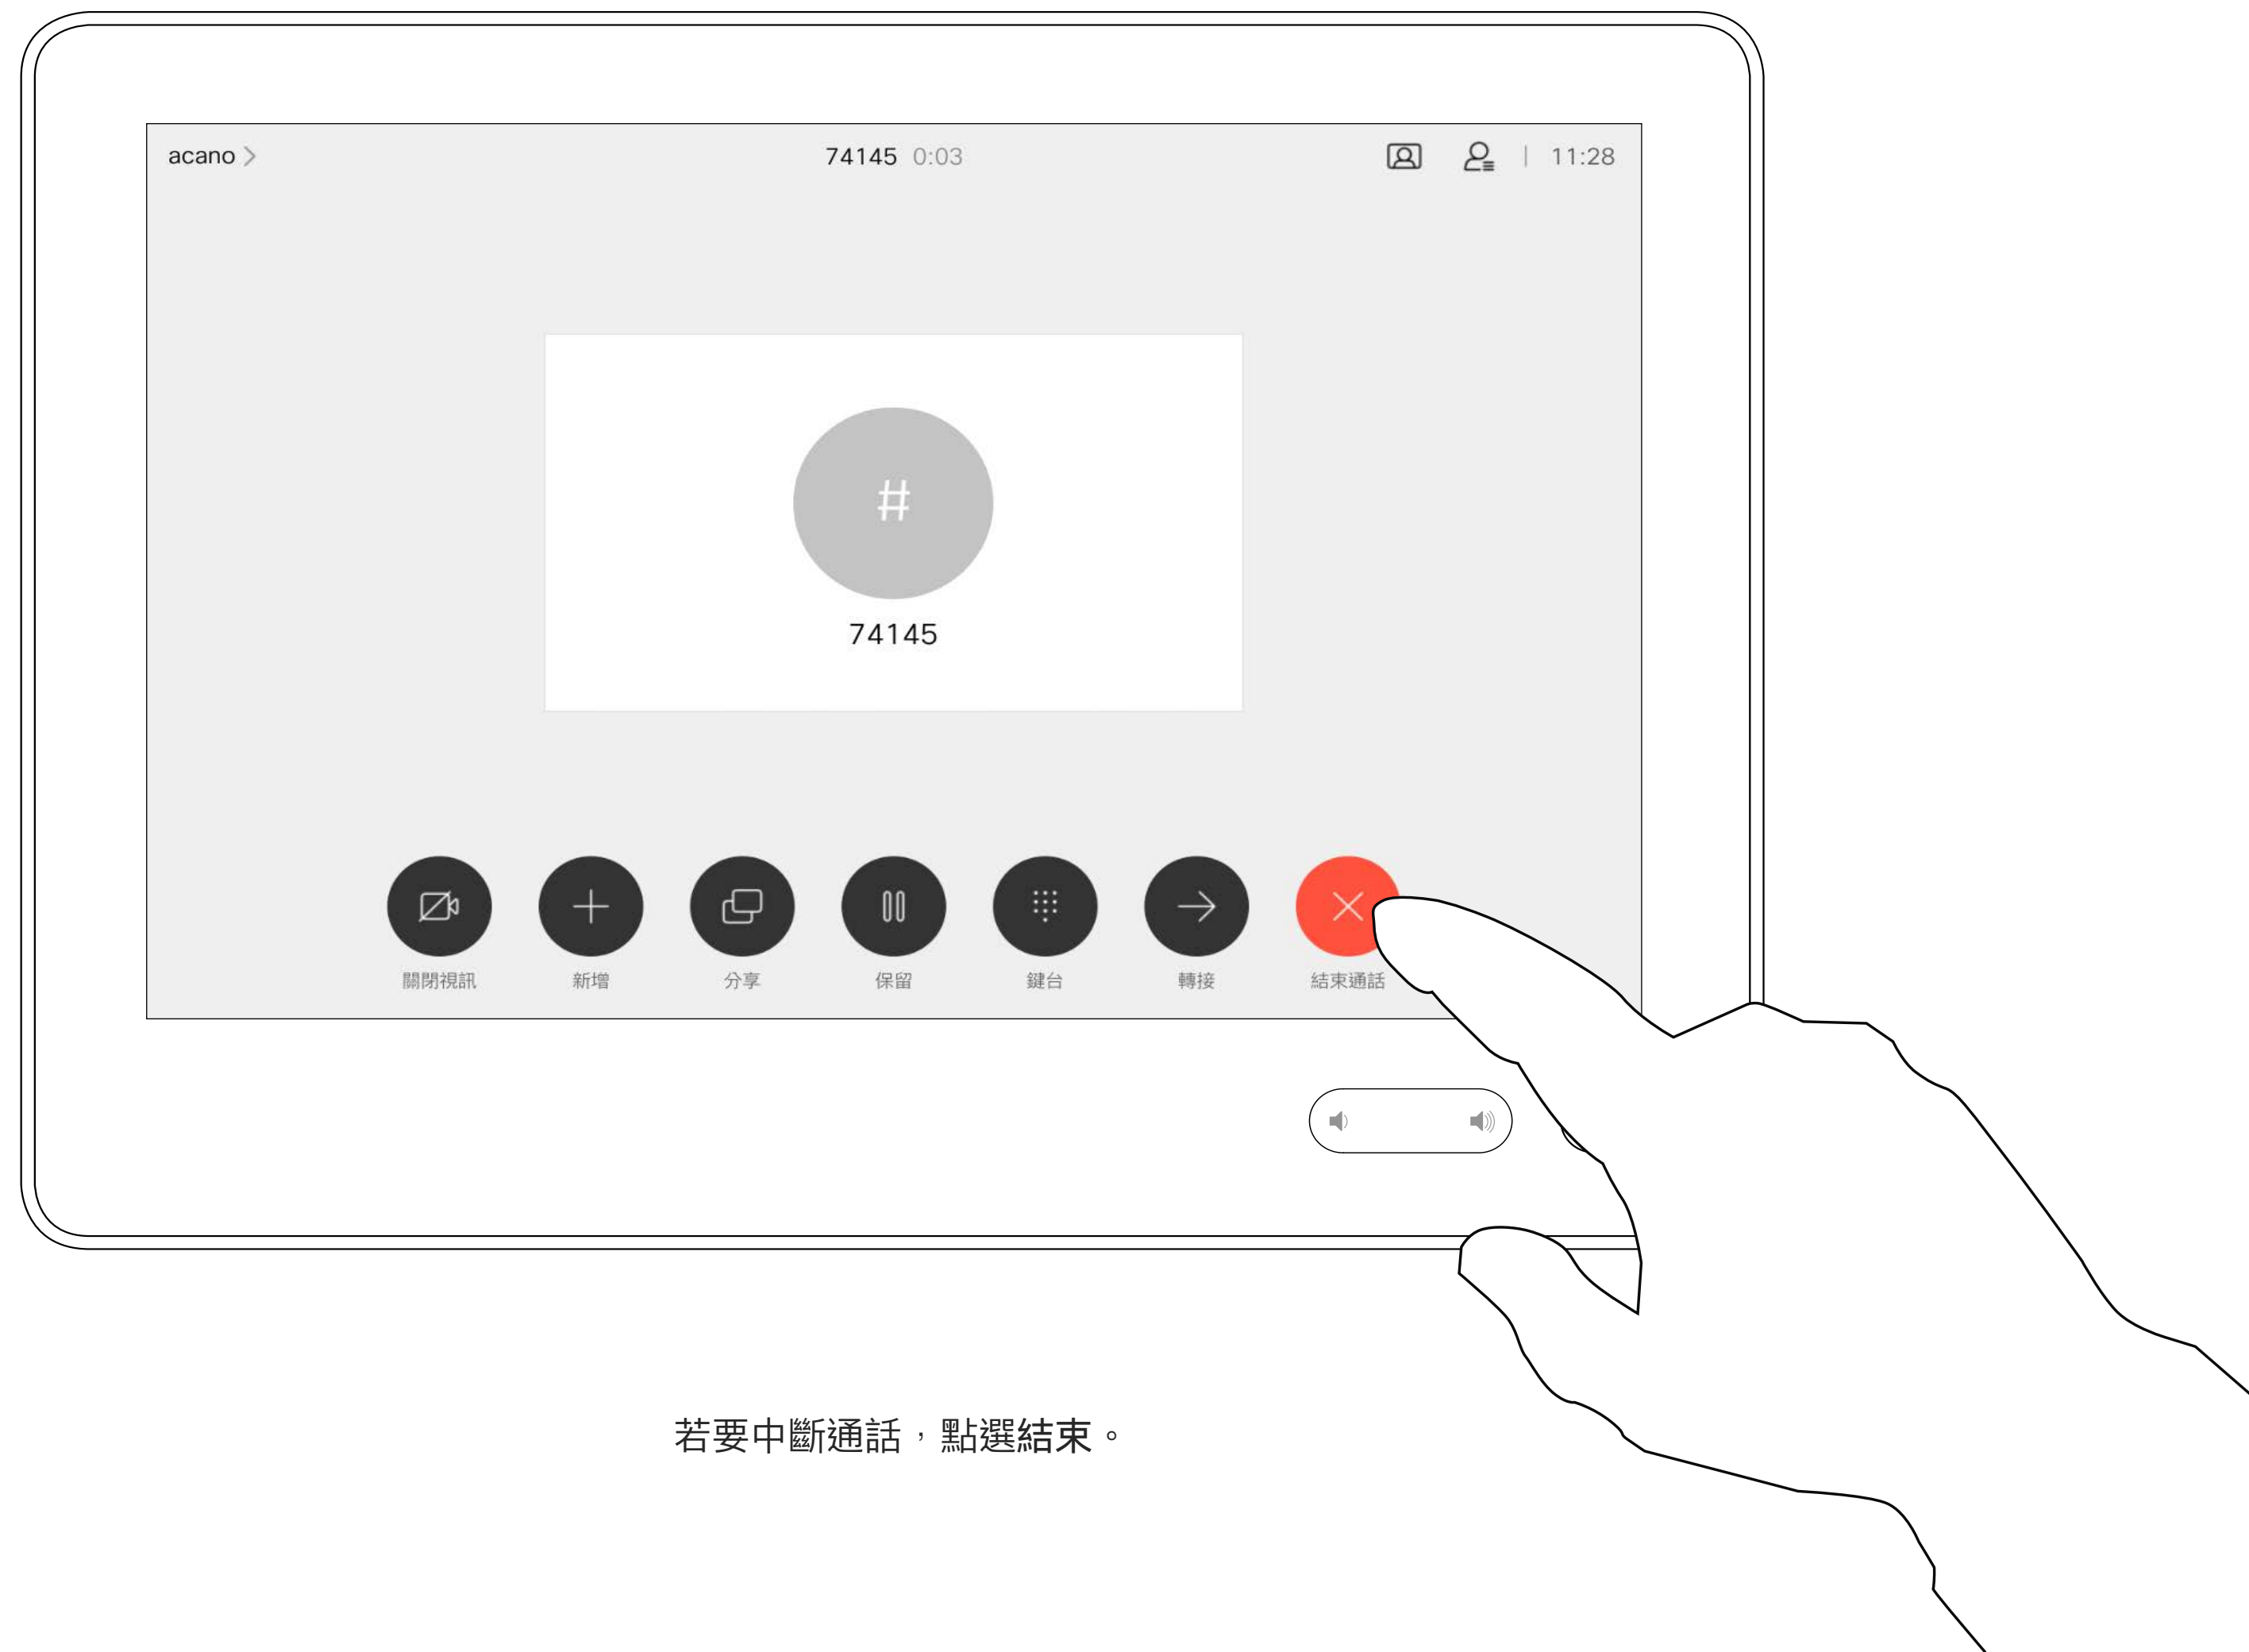 acano
74145 0:03
11:28
#
74145
關閉視訊
新增
分享
保留
鍵台
轉接
結束通話
若要中斷通話，點選結束。